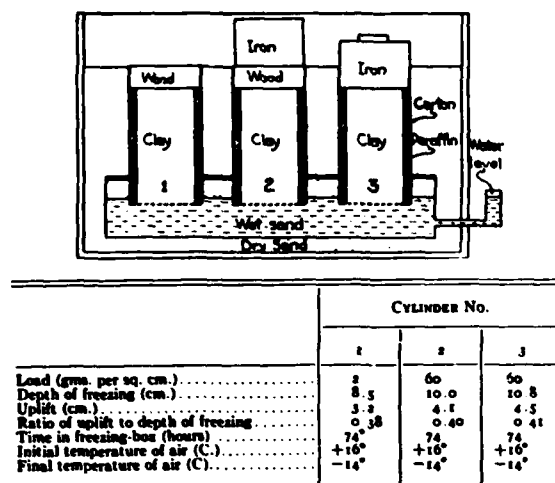 Iron
Wood Wood Iron
Carton
Clay Clay Clay Paraffin
Water level
1 2 3
Wet sand
Dry Sand
CYLINDER No.
1 2 3
Load (gms. per sq. cm.) 2 60 60
Depth of freezing (cm.) 8.5 10.0 10.8
Uplift (cm.) 3.2 4.1 4.5
Ratio of uplift to depth of freezing 0.38 0.40 0.41
Time in freezing-box (hours) 74° 74 74
Initial temperature of air (C.) +16° +16° +16°
Final temperature of air (C) −14° −14° −14°